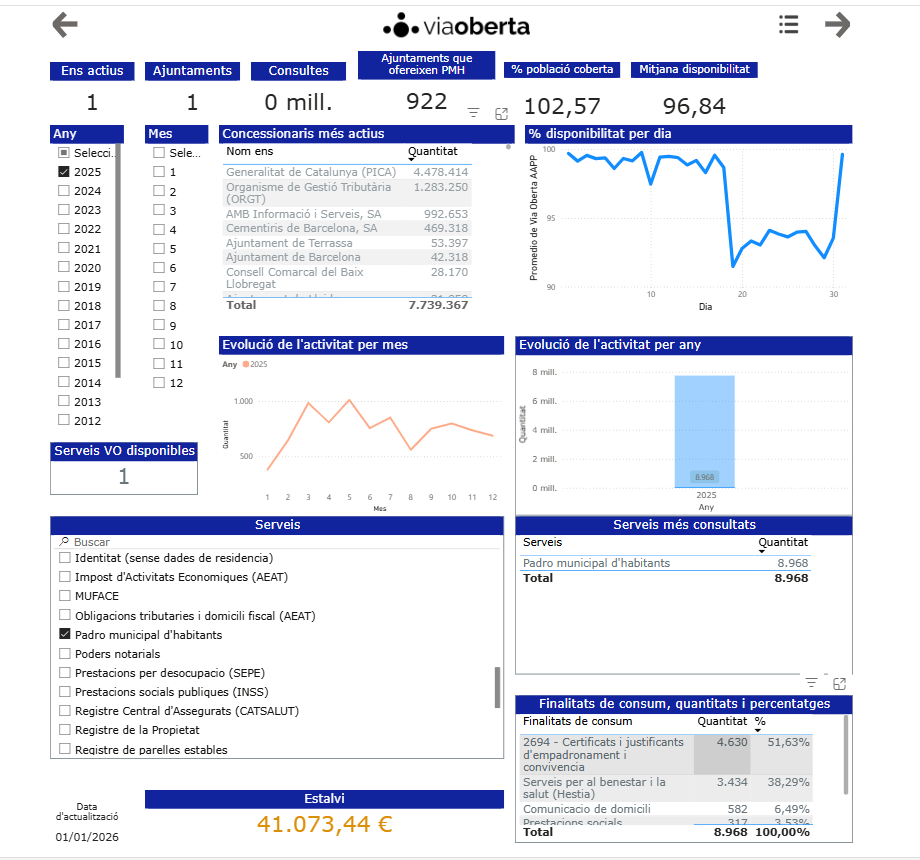 viaoberta
Ens actius
Ajuntaments
Consultes
Ajuntaments que
ofereixen PMH
% població coberta
Mitjana disponibilitat
1
1
0 mill.
922
102,57
96,84
Any
Selecci...
2025
2024
2023
2022
2021
2020
2019
2018
2017
2016
2015
2014
2013
2012
Mes
Sele...
1
2
3
4
5
6
7
8
9
10
11
12
Concessionaris més actius
Nom ens Quantitat
Generalitat de Catalunya (PICA) 4.478.414
Organisme de Gestió Tributària
(ORGT) 1.283.250
AMB Informació i Serveis, SA 992.653
Cementiris de Barcelona, SA 469.318
Ajuntament de Terrassa 53.397
Ajuntament de Barcelona 42.318
Consell Comarcal del Baix
Llobregat 28.170
Total 7.739.367
% disponibilitat per dia
Promedio de Via Oberta AAPP
100
95
90
10 20 30
Dia
Evolució de l'activitat per mes
Any 2025
Quantitat
1.000
500
1 2 3 4 5 6 7 8 9 10 11 12
Mes
Evolució de l'activitat per any
Quantitat
8 mill.
6 mill.
4 mill.
2 mill.
0 mill.
8.968
2025
Any
Serveis VO disponibles
1
Serveis
Buscar
Identitat (sense dades de residencia)
Impost d'Activitats Economiques (AEAT)
MUFACE
Obligacions tributaries i domicili fiscal (AEAT)
Padro municipal d'habitants
Poders notarials
Prestacions per desocupacio (SEPE)
Prestacions socials publiques (INSS)
Registre Central d'Assegurats (CATSALUT)
Registre de la Propietat
Registre de parelles estables
Serveis més consultats
Serveis Quantitat
Padro municipal d'habitants 8.968
Total 8.968
Finalitats de consum, quantitats i percentatges
Finalitats de consum Quantitat %
2694 - Certificats i justificants 4.630 51,63%
d'empadronament i
convivencia
Serveis per al benestar i la 3.434 38,29%
salut (Hestia)
Comunicacio de domicili 582 6,49%
Prestacions socials 317 3,53%
Total 8.968 100,00%
Data
d'actualització
01/01/2026
Estalvi
41.073,44 €